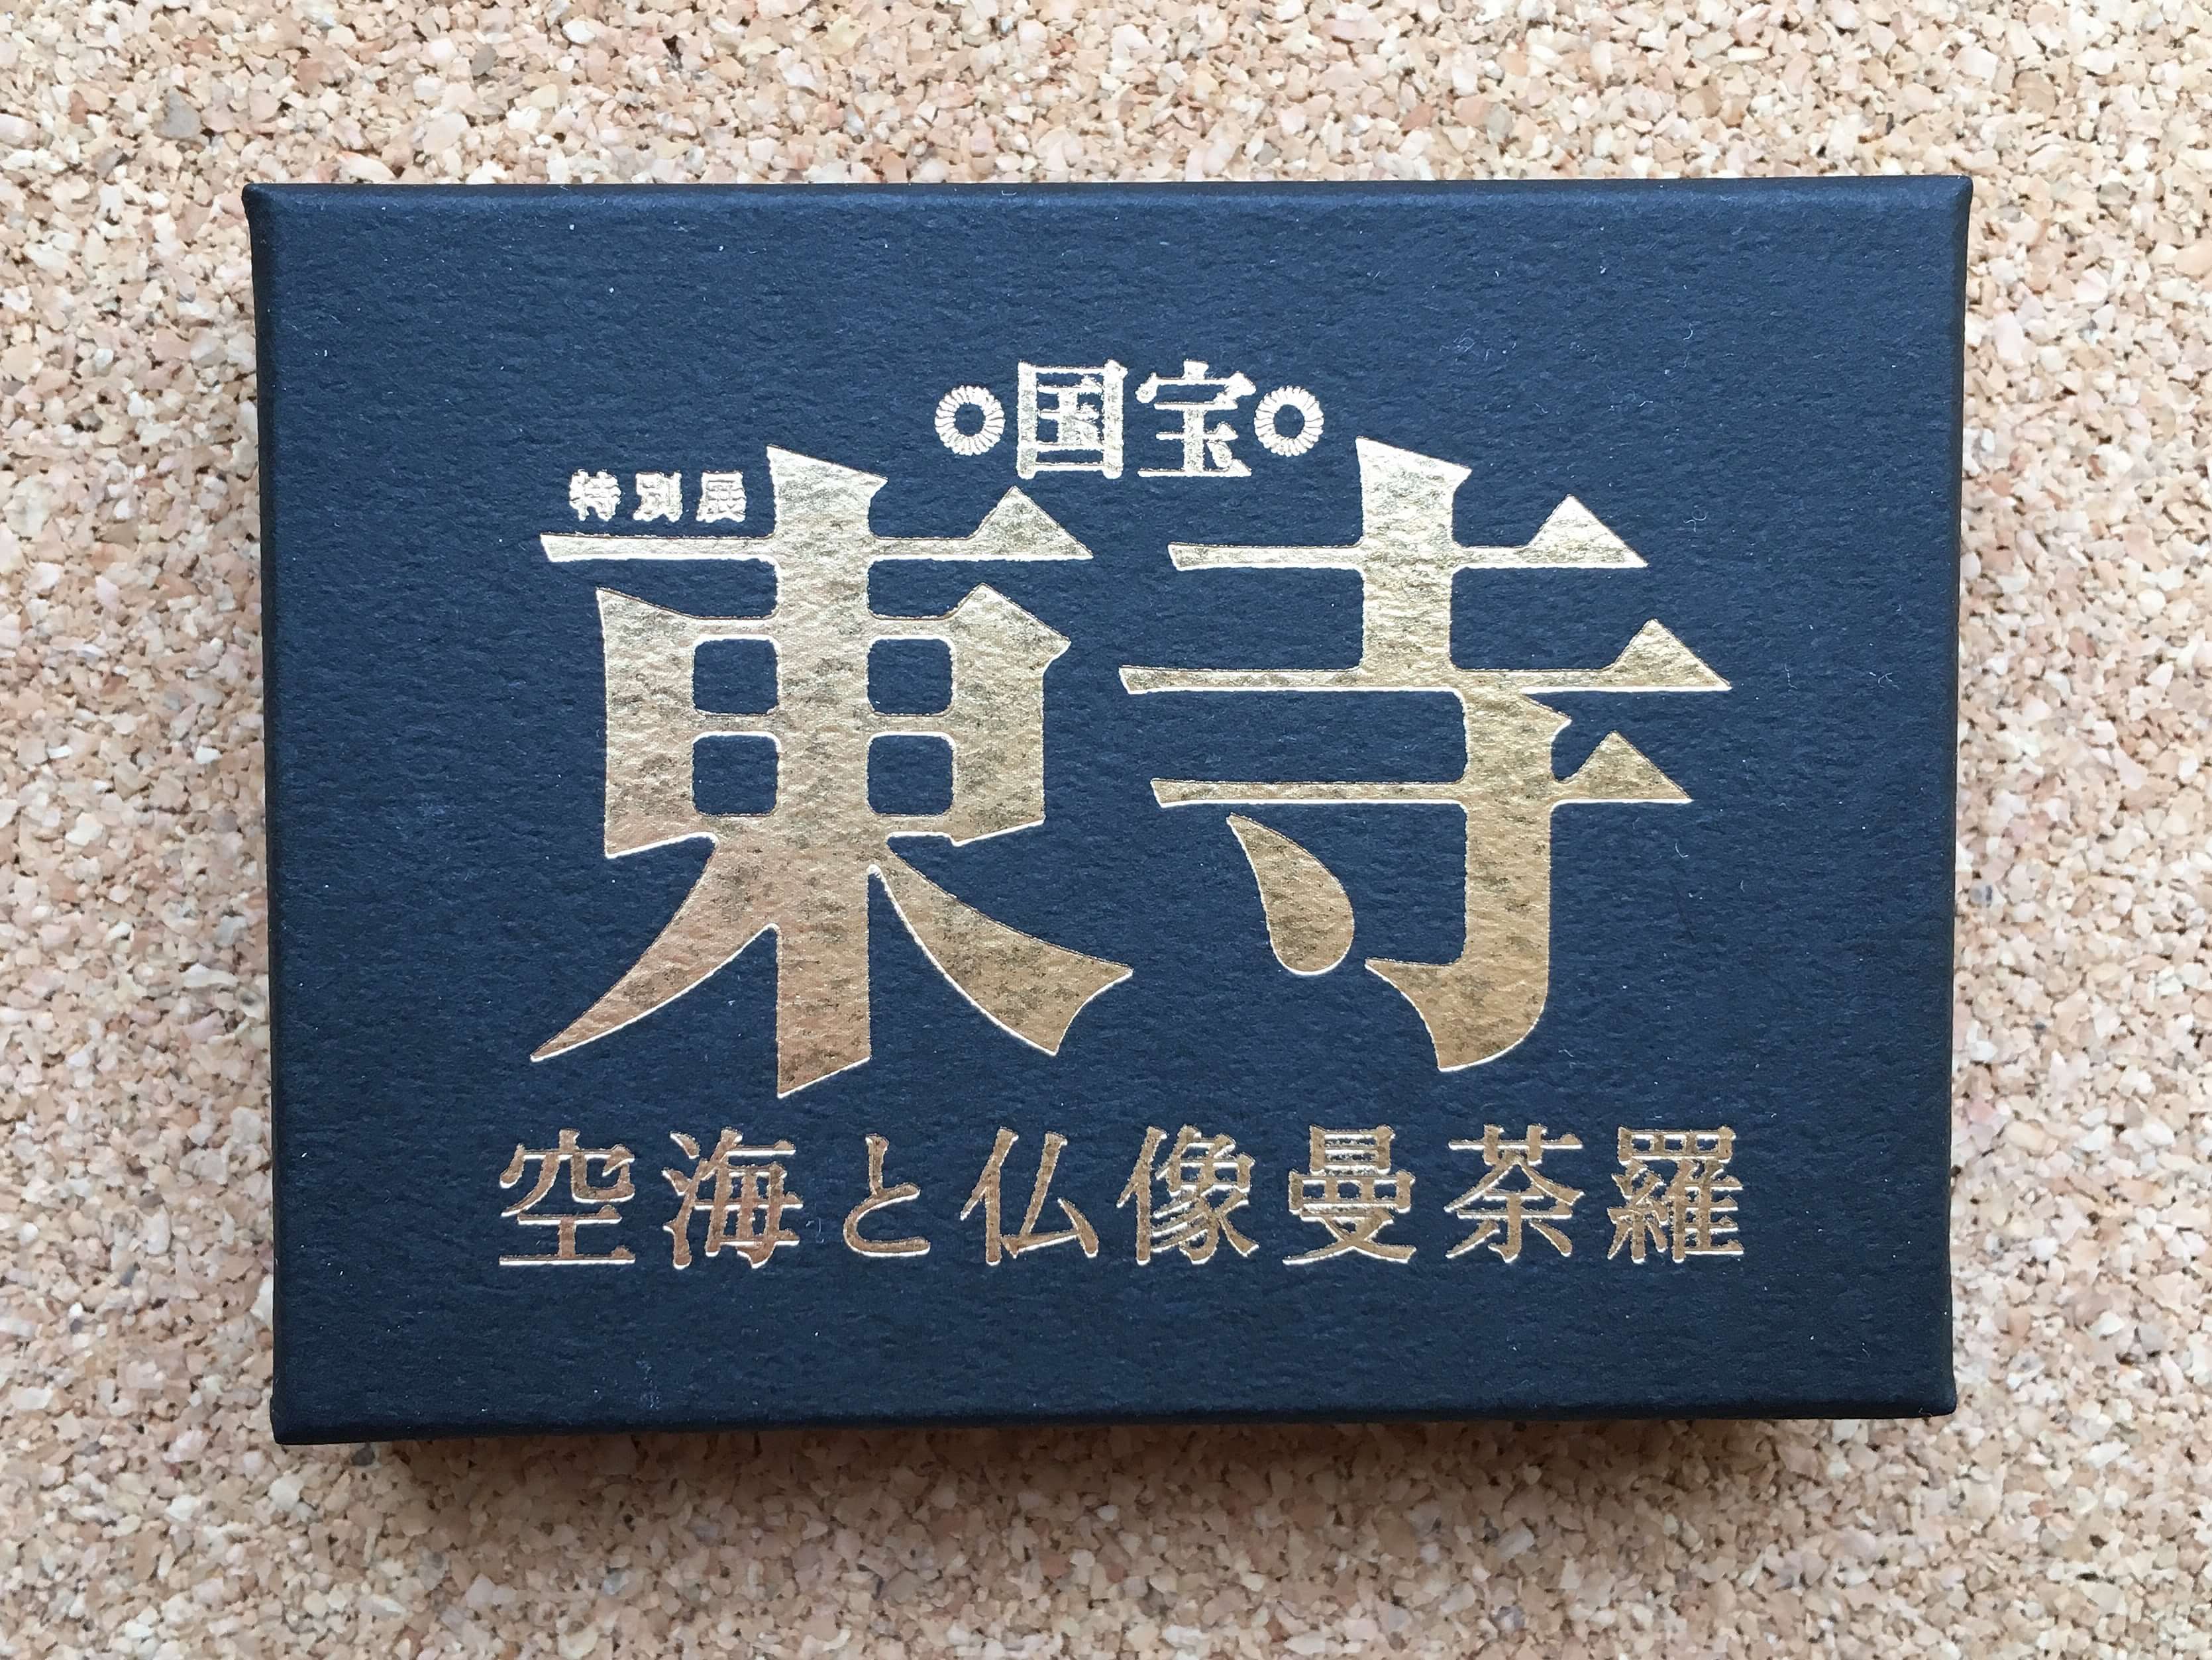 国宝
特別展
東寺
空海と仏像曼荼羅